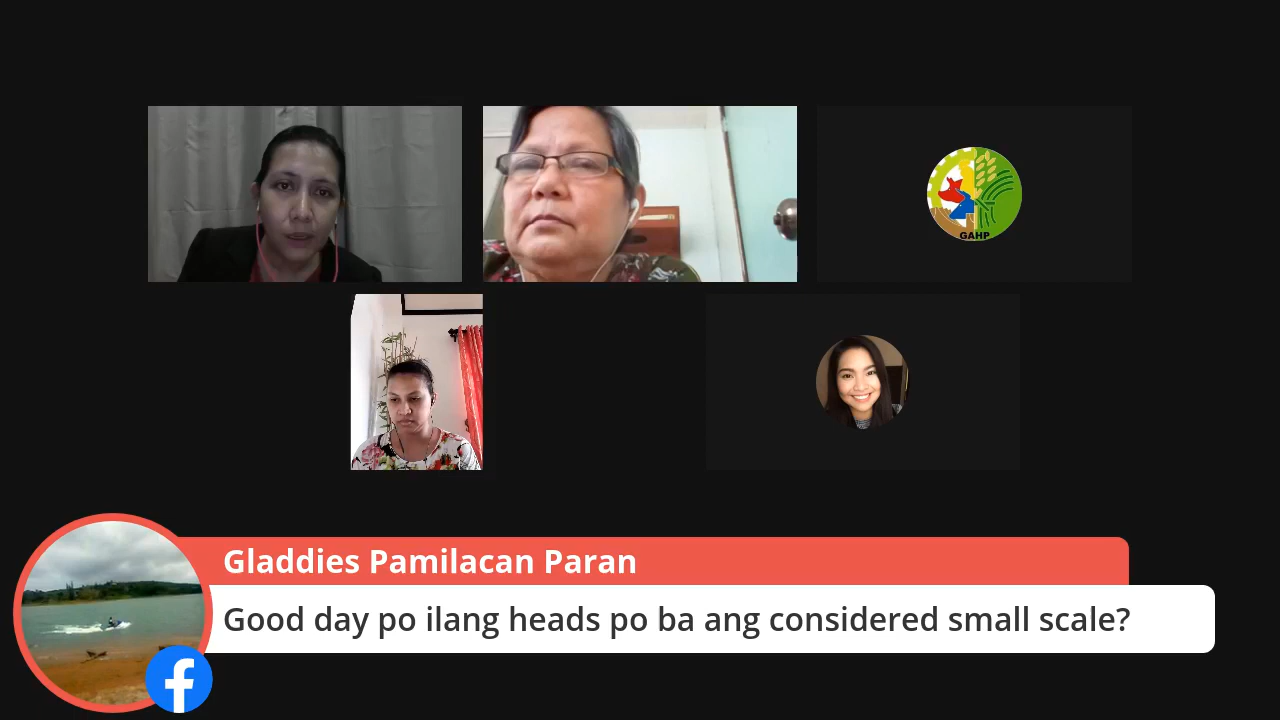 GAHP
Gladdies Pamilacan Paran
Good day po ilang heads po ba ang considered small scale?